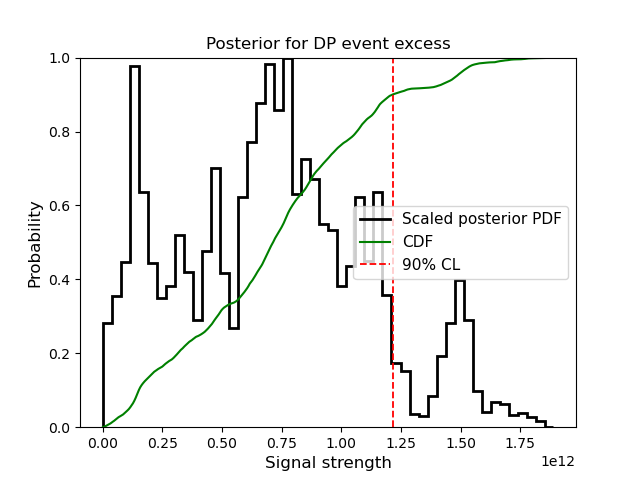 Posterior for DP event excess
Probability
1.0
0.8
0.6
0.4
0.2
0.0
Scaled posterior PDF
CDF
90% CL
0.00 0.25 0.50 0.75 1.00 1.25 1.50 1.75
1e12
Signal strength